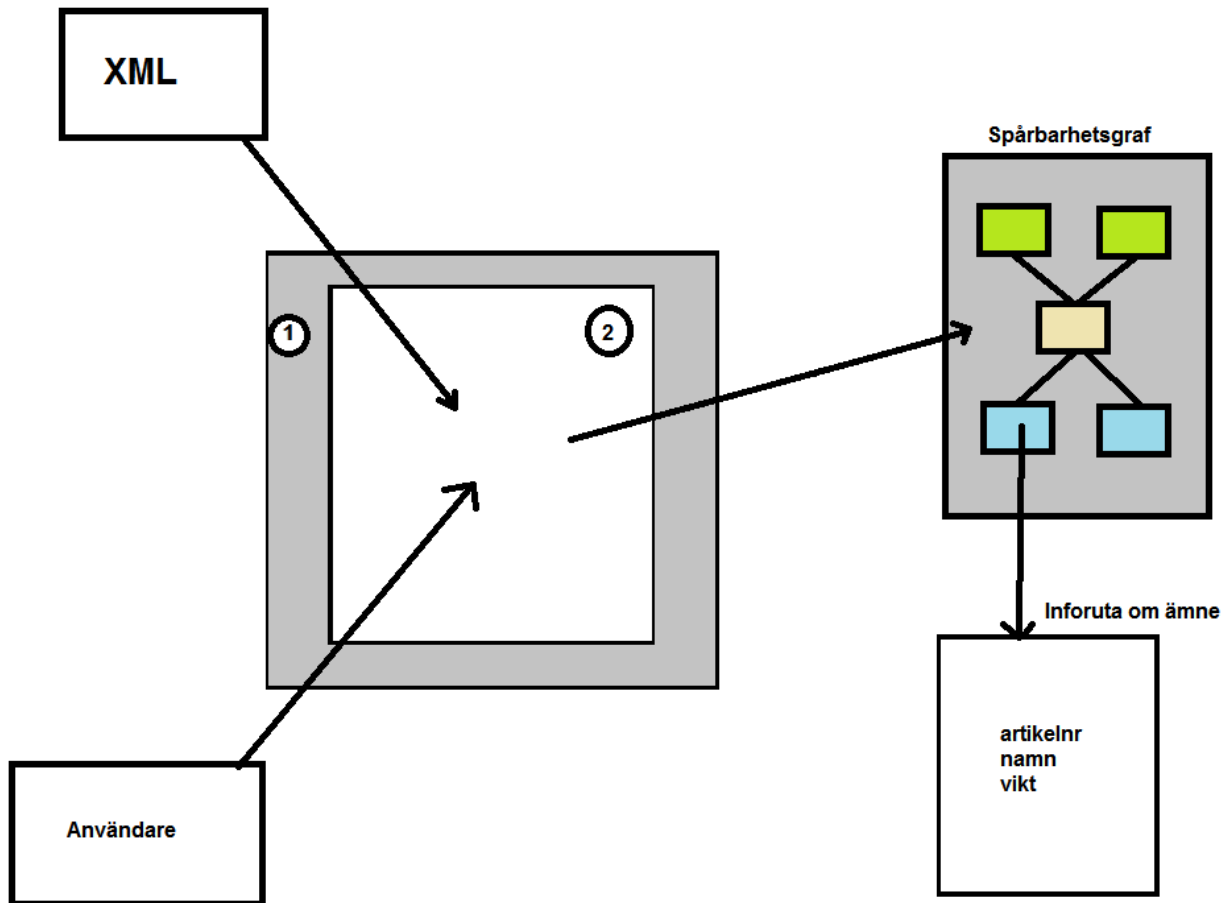 XML
Spårbarhetsgraf
1
2
Inforuta om ämne
artikelnr
namn
vikt
Användare